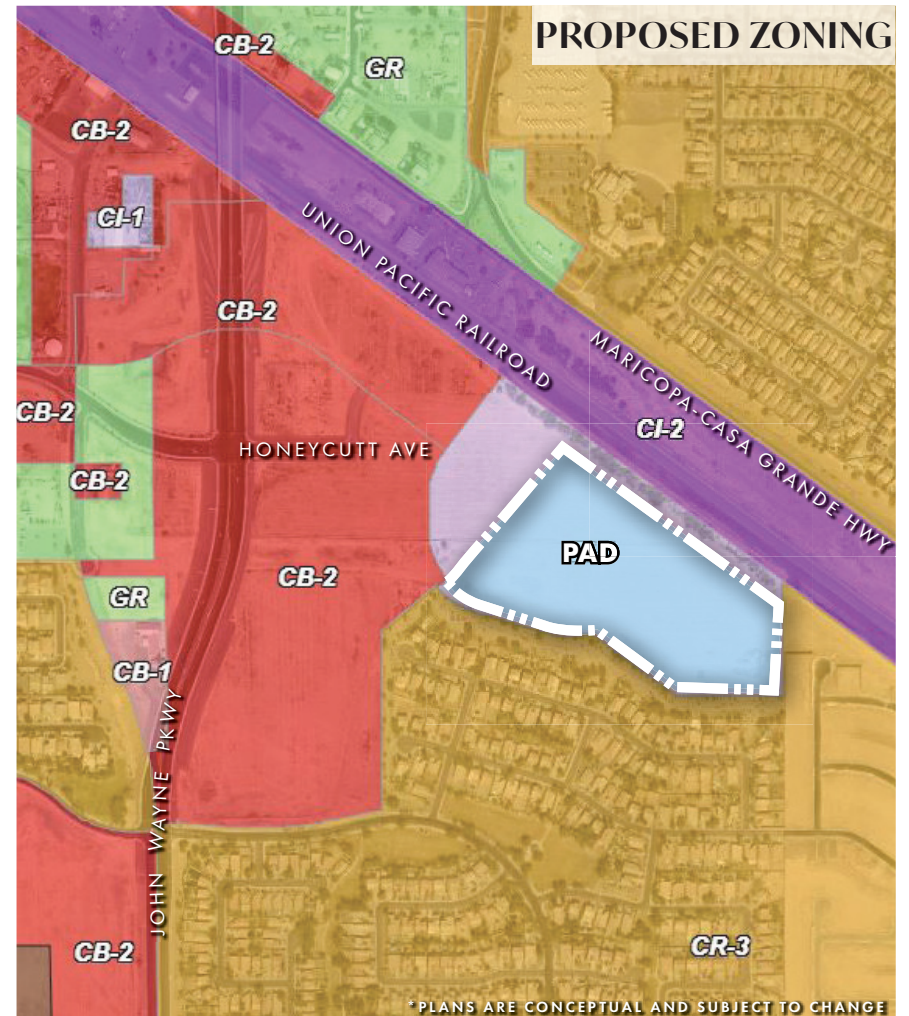 PROPOSED ZONING
CB-2
GR
CB-2
CI-1
UNION PACIFIC RAILROAD
CB-2
MARICOPA-CASA GRANDE HWY
CB-2
CI-2
HONEYCUTT AVE
CB-2
PAD
CB-2
GR
CB-1
JOHN WAYNE PKWY
CB-2
CR-3
*PLANS ARE CONCEPTUAL AND SUBJECT TO CHANGE